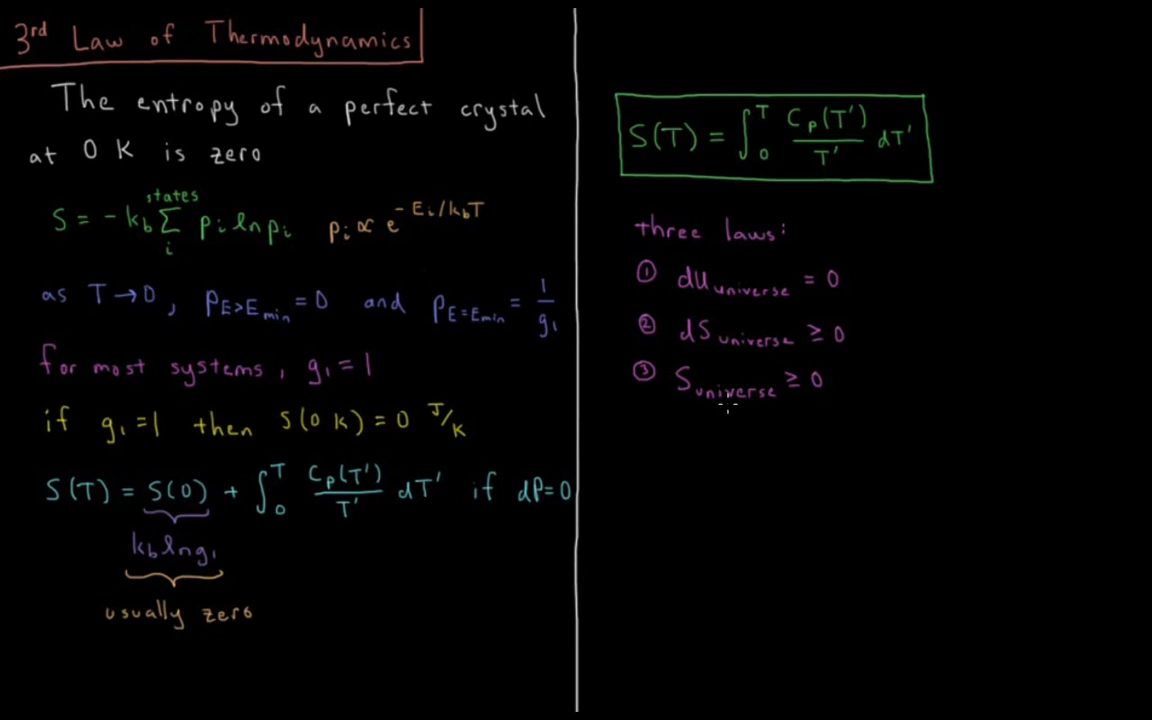 3rd Law of Thermodynamics
The entropy of a perfect crystal
at 0 K is zero
S = -k_b Σ_i^states p_i ln p_i   p_i ∝ e^(-E_i/k_bT)
as T → 0, P_(E>E_min) = 0 and P_(E=E_min) = 1/g_1
for most systems, g_1 = 1
if g_1 = 1 then S(0 K) = 0 J/K
S(T) = S(0) + ∫_0^T C_p(T')/T' dT' if dP=0
k_b ln g_1
usually zero
S(T) = ∫_0^T C_p(T')/T' dT'
three laws:
① dU_universe = 0
② dS_universe ≥ 0
③ S_universe ≥ 0